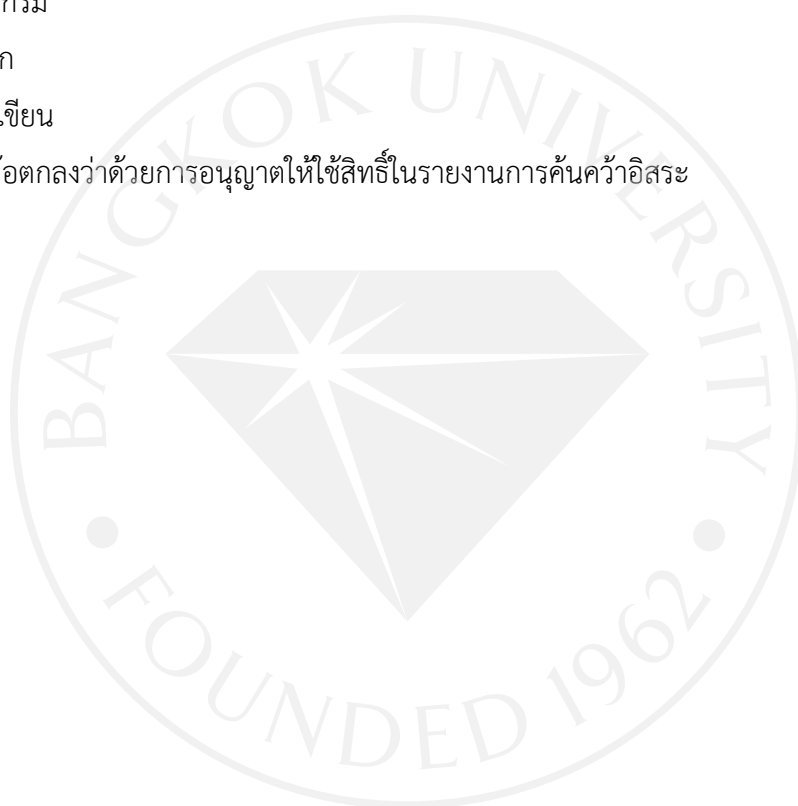 กรม
ก
เขียน
้อตกลงว่าด้วยการอนุญาตให้ใช้สิทธิ์ในรายงานการค้นคว้าอิสระ
BANGKOK UNIVERSITY
FOUNDED 1962